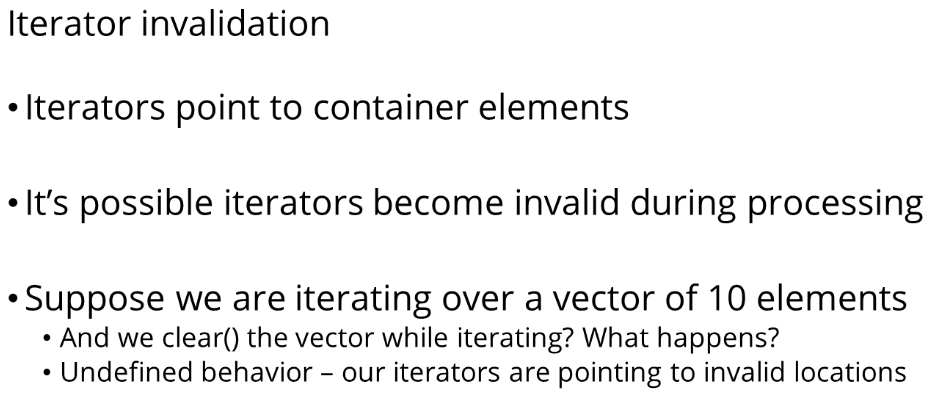 Iterator invalidation
• Iterators point to container elements
• It’s possible iterators become invalid during processing
• Suppose we are iterating over a vector of 10 elements
• And we clear() the vector while iterating? What happens?
• Undefined behavior – our iterators are pointing to invalid locations